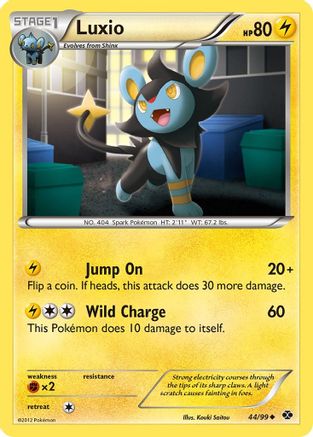 STAGE1
Luxio
HP80
Evolves from Shinx
NO. 404 Spark Pokémon HT: 2'11" WT: 67.2 lbs.
Jump On 20+
Flip a coin. If heads, this attack does 30 more damage.
Wild Charge 60
This Pokémon does 10 damage to itself.
weakness
×2
resistance
retreat
Strong electricity courses through
the tips of its sharp claws. A light
scratch causes fainting in foes.
Illus. Kouki Saitou
44/99
©2012 Pokémon